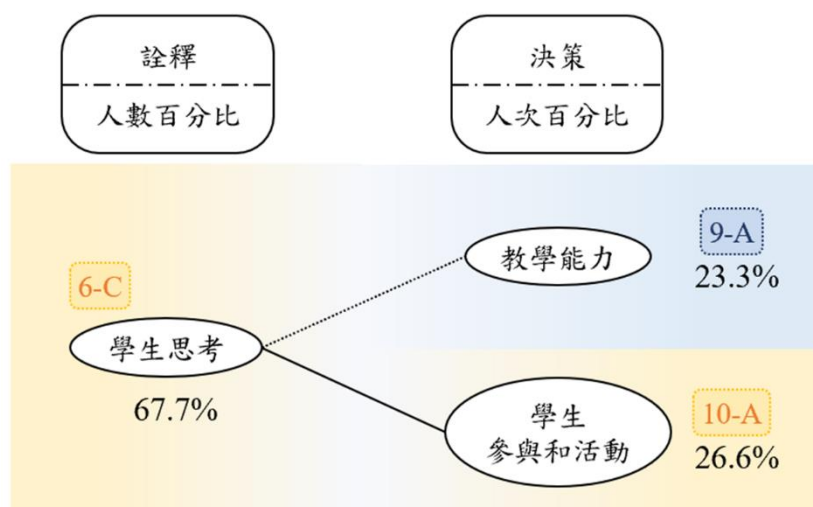 詮釋
人數百分比
決策
人次百分比
6-C
學生思考
67.7%
教學能力
9-A
23.3%
學生
參與和活動
10-A
26.6%